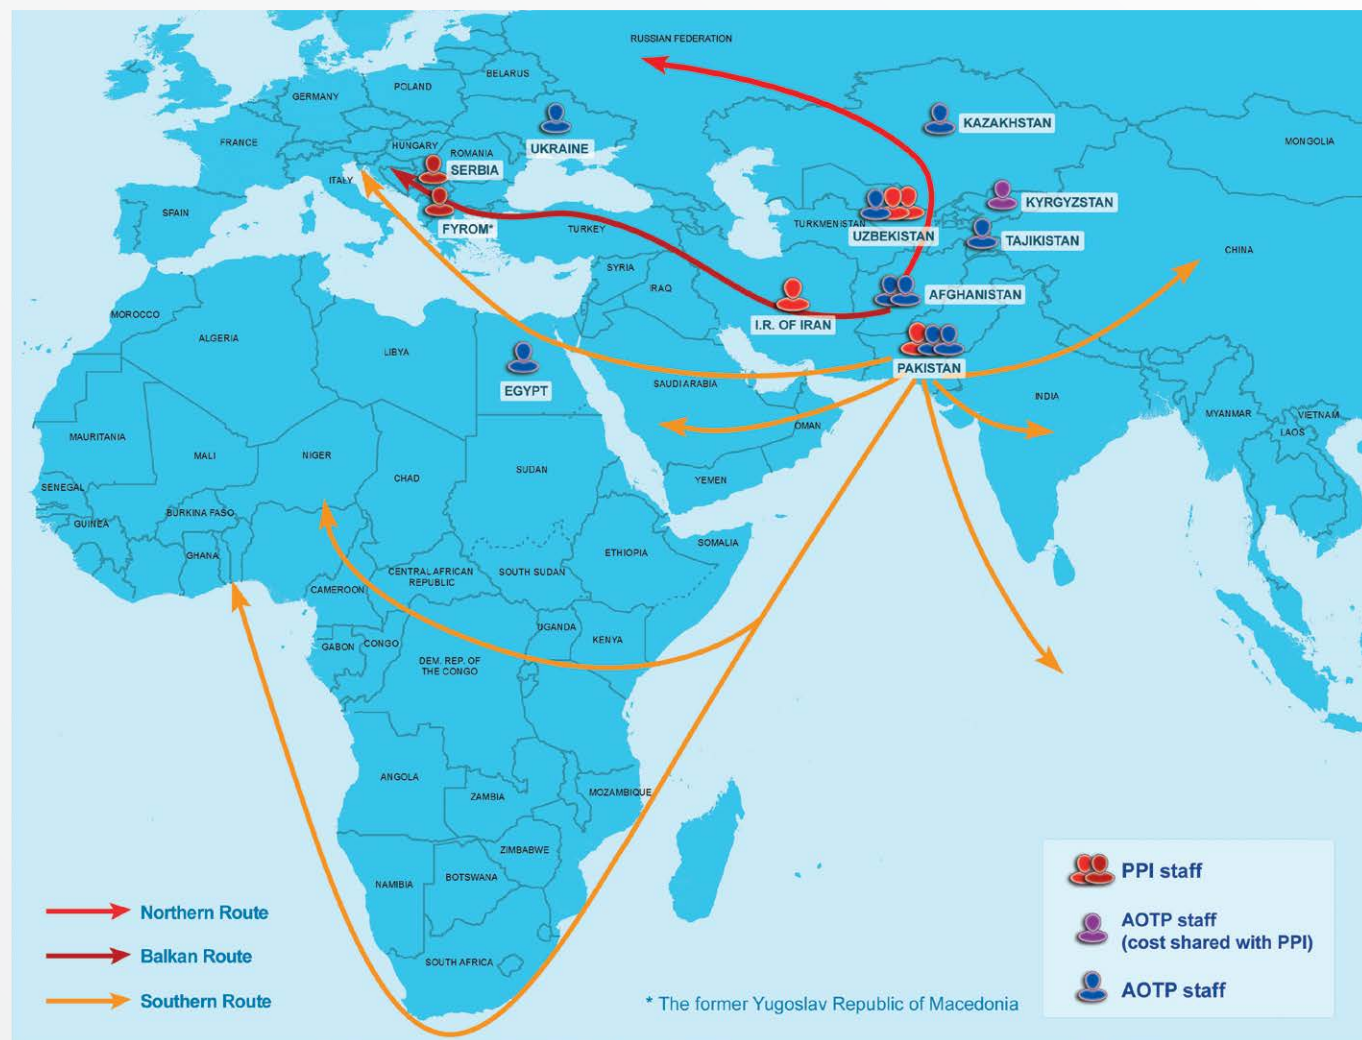 RUSSIAN FEDERATION
BELARUS
POLAND
GERMANY
KAZAKHSTAN
UKRAINE
FRANCE
HUNGARY
MONGOLIA
ROMANIA
SERBIA
ITALY
KYRGYZSTAN
SPAIN
TURKMENISTAN
FYROM*
TURKEY
UZBEKISTAN
TAJIKISTAN
CHINA
SYRIA
IRAQ
AFGHANISTAN
MOROCCO
I.R. OF IRAN
ALGERIA
LIBYA
PAKISTAN
EGYPT
SAUDI ARABIA
INDIA
MYANMAR
VIETNAM
OMAN
LAOS
MAURITANIA
MALI
NIGER
SUDAN
CHAD
YEMEN
SENEGAL
BURKINA FASO
GUINEA
SOMALIA
GHANA
ETHIOPIA
CENTRAL AFRICAN
REPUBLIC
SOUTH SUDAN
CAMEROON
UGANDA
KENYA
GABON
CONGO
DEM. REP. OF
THE CONGO
ANGOLA
ZAMBIA
MOZAMBIQUE
ZIMBABWE
BOTSWANA
NAMIBIA
SOUTH AFRICA
Northern Route
Balkan Route
Southern Route
* The former Yugoslav Republic of Macedonia
PPI staff
AOTP staff
(cost shared with PPI)
AOTP staff